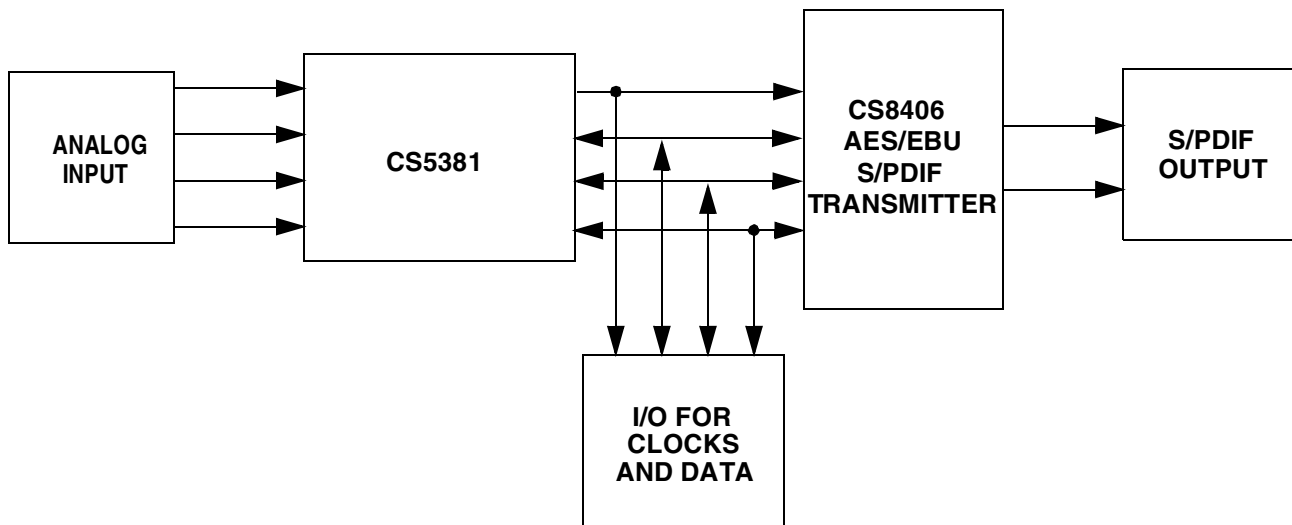 ANALOG
INPUT
CS5381
CS8406
AES/EBU
S/PDIF
TRANSMITTER
S/PDIF
OUTPUT
I/O FOR
CLOCKS
AND DATA